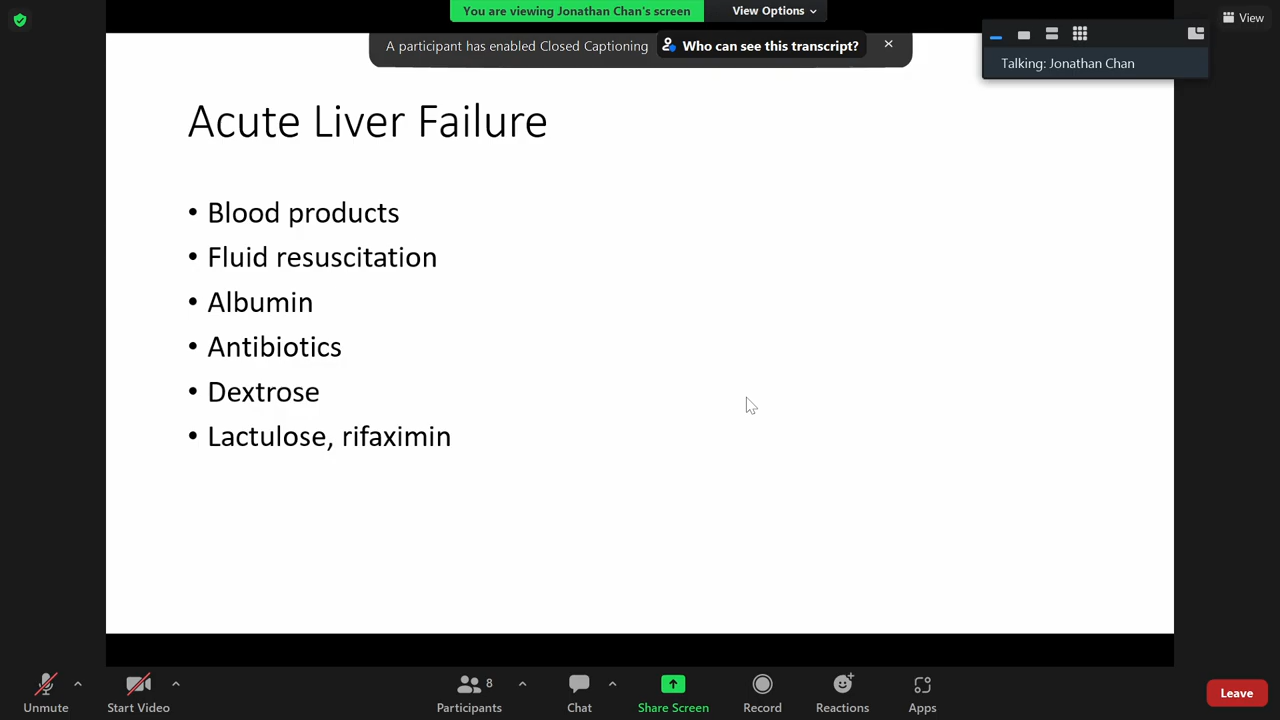 You are viewing Jonathan Chan's screen
View Options
View
A participant has enabled Closed Captioning
Who can see this transcript?
Talking: Jonathan Chan
Acute Liver Failure
• Blood products
• Fluid resuscitation
• Albumin
• Antibiotics
• Dextrose
• Lactulose, rifaximin
Unmute
Start Video
8
Participants
Chat
Share Screen
Record
Reactions
Apps
Leave